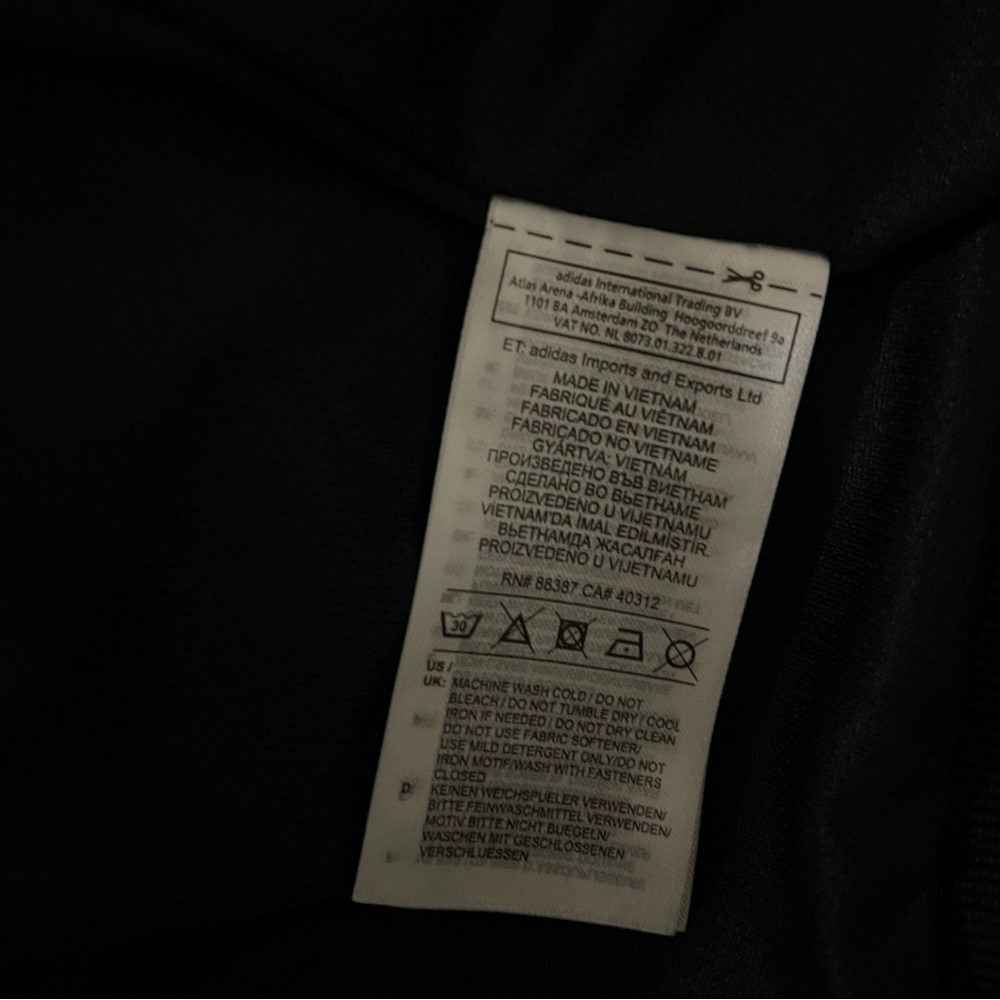 adidas International Trading BV
Atlas Arena -Afrika Building Hoogoorddreef 9a
1101 BA Amsterdam ZO The Netherlands
VAT NO. NL 8073.01.322.B.01
ET: adidas Imports and Exports Ltd
MADE IN VIETNAM
FABRIQUÉ AU VIÊTNAM
FABRICADO EN VIETNAM
FABRICADO NO VIETNAME
GYÁRTVA: VIETNÁM
ПРОИЗВЕДЕНО ВЪВ ВИЕТНАМ
СДЕЛАНО ВО ВЬЕТНАМЕ
PROIZVEDENO U VIJETNAMU
VİETNAM'DA İMAL EDİLMİŞTİR.
ВЬЕТНАМДА ЖАСАЛҒАН
PROIZVEDENO U VIJETNAMU
RN# 88387 CA# 40312
30
US /
UK: MACHINE WASH COLD / DO NOT
BLEACH / DO NOT TUMBLE DRY / COOL
IRON IF NEEDED / DO NOT DRY CLEAN
DO NOT USE FABRIC SOFTENER/
USE MILD DETERGENT ONLY/DO NOT
IRON MOTIF/WASH WITH FASTENERS
CLOSED
D: KEINEN WEICHSPUELER VERWENDEN/
BITTE FEINWASCHMITTEL VERWENDEN/
MOTIV BITTE NICHT BUEGELN/
WASCHEN MIT GESCHLOSSENEN
VERSCHLUESSEN